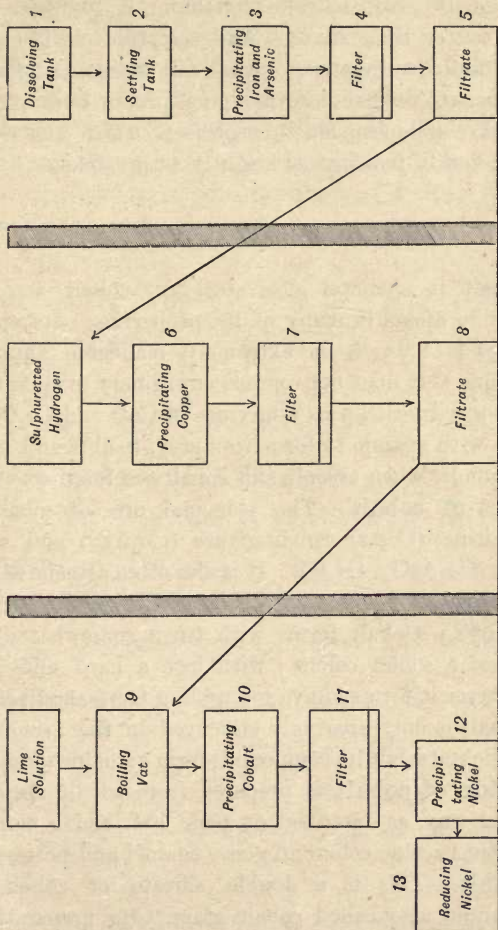 1
Dissolving
Tank
2
Settling
Tank
3
Precipitating
Iron and
Arsenic
4
Filter
5
Filtrate
Sulphuretted
Hydrogen
6
Precipitating
Copper
7
Filter
8
Filtrate
Lime
Solution
9
Boiling
Vat
10
Precipitating
Cobalt
11
Filter
12
Precipi-
tating
Nickel
13
Reducing
Nickel